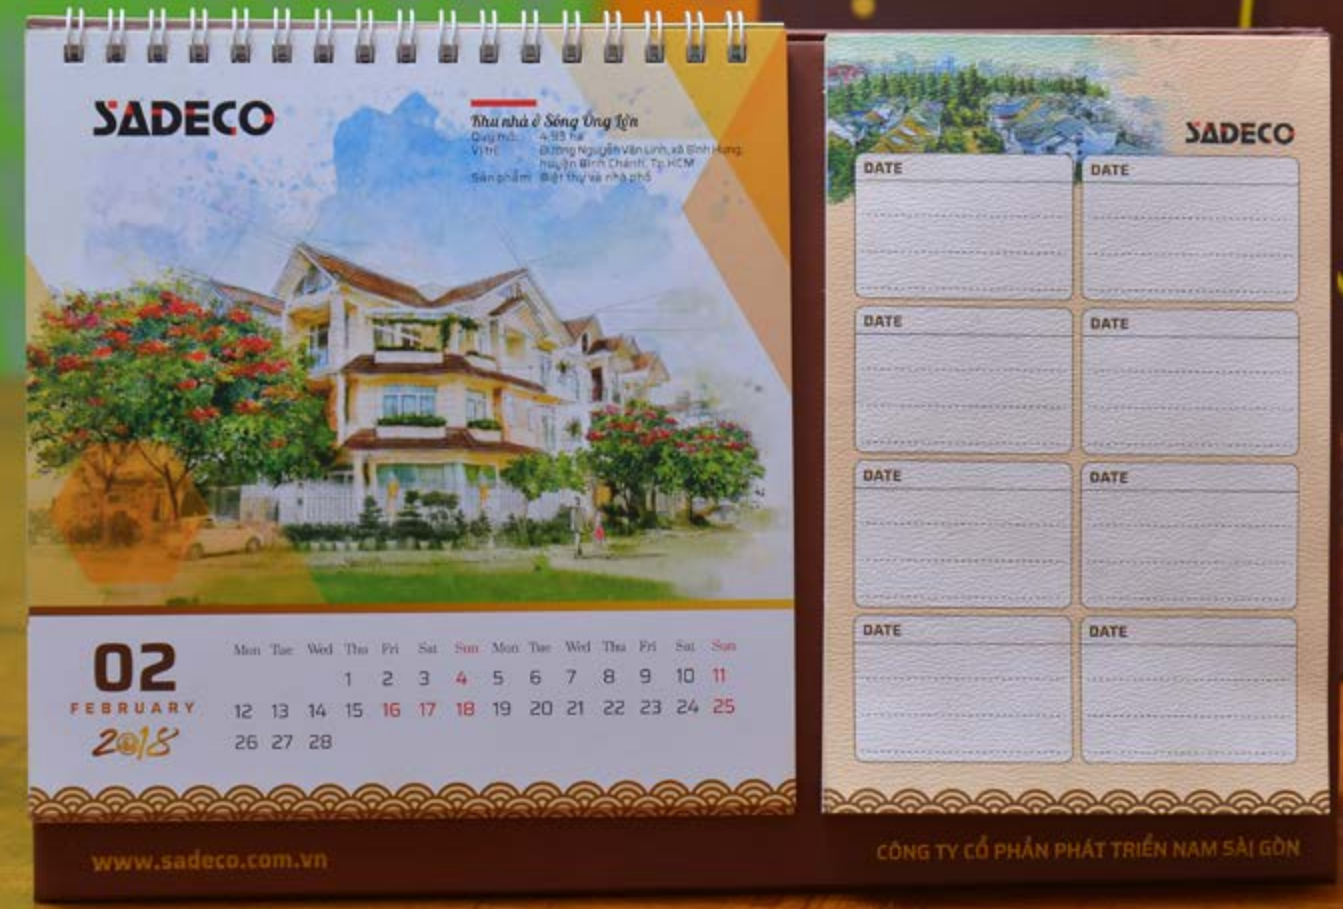 SADECO
Khu nhà ở Sông Ông Lớn
Quy mô: 4,93 ha
Vị trí: Đường Nguyễn Văn Linh, xã Bình Hưng,
huyện Bình Chánh, Tp.HCM
Sản phẩm: Biệt thự và nhà phố
02
FEBRUARY
2018
Mon Tue Wed Thu Fri Sat Sun Mon Tue Wed Thu Fri Sat Sun
1 2 3 4 5 6 7 8 9 10 11
12 13 14 15 16 17 18 19 20 21 22 23 24 25
26 27 28
www.sadeco.com.vn
SADECO
DATE DATE
DATE DATE
DATE DATE
DATE DATE
CÔNG TY CỔ PHẦN PHÁT TRIỂN NAM SÀI GÒN